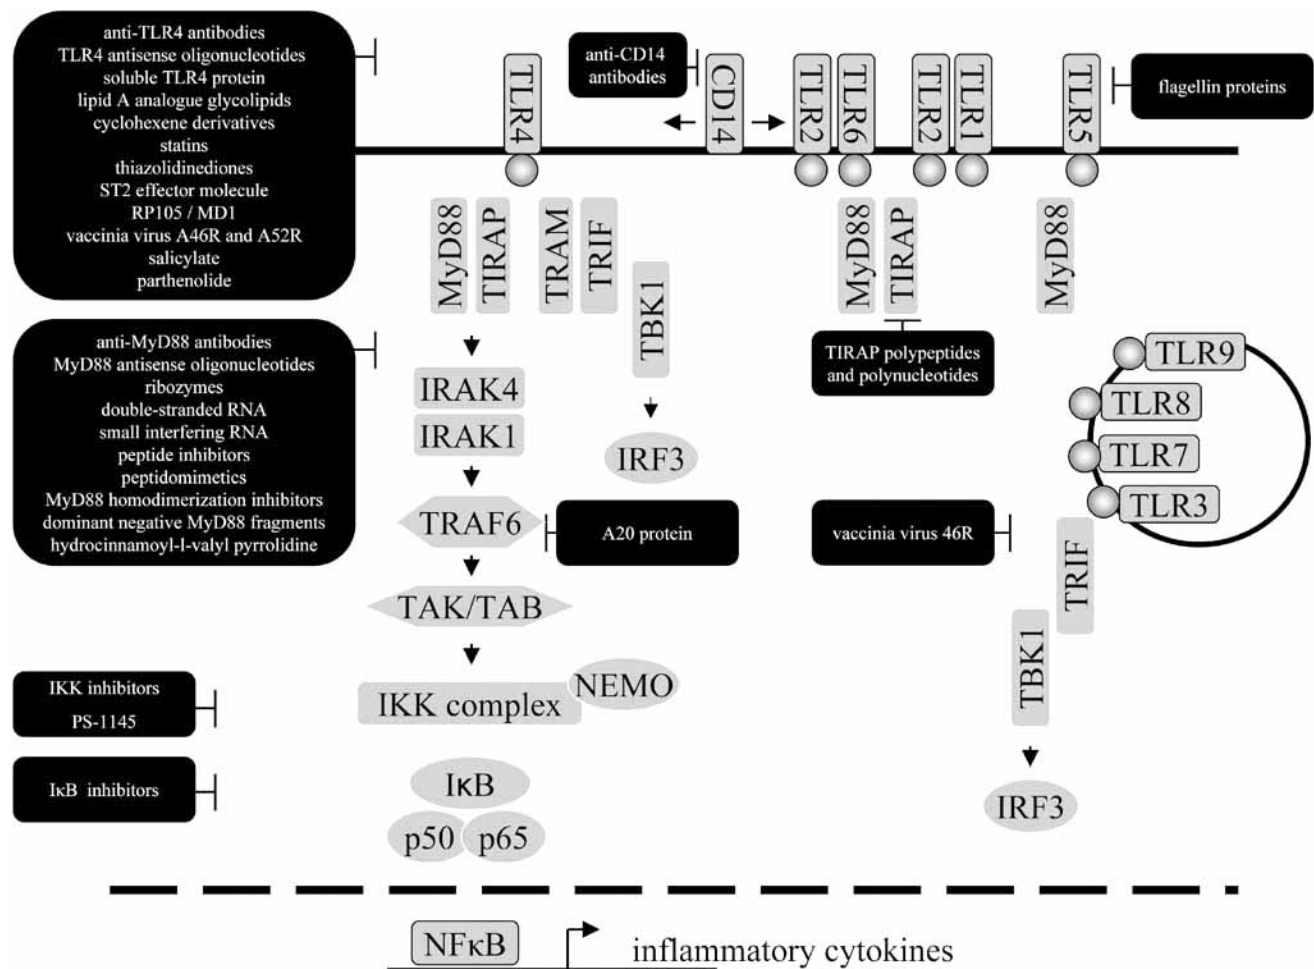 anti-TLR4 antibodies
TLR4 antisense oligonucleotides
soluble TLR4 protein
lipid A analogue glycolipids
cyclohexene derivatives
statins
thiazolidinediones
ST2 effector molecule
RP105 / MD1
vaccinia virus A46R and A52R
salicylate
parthenolide
TLR4
anti-CD14
antibodies
CD14
TLR2
TLR6
TLR2
TLR1
TLR5
flagellin proteins
MyD88
TIRAP
TRAM
TRIF
TBK1
MyD88
TIRAP
MyD88
anti-MyD88 antibodies
MyD88 antisense oligonucleotides
ribozymes
double-stranded RNA
small interfering RNA
peptide inhibitors
peptidomimetics
MyD88 homodimerization inhibitors
dominant negative MyD88 fragments
hydrocinnamoyl-l-valyl pyrrolidine
IRAK4
IRAK1
IRF3
TIRAP polypeptides
and polynucleotides
TLR9
TLR8
TLR7
TLR3
TRAF6
A20 protein
vaccinia virus 46R
TRIF
TAK/TAB
TBK1
IKK inhibitors
PS-1145
IKK complex
NEMO
IκB inhibitors
IκB
p50
p65
IRF3
NFκB
inflammatory cytokines